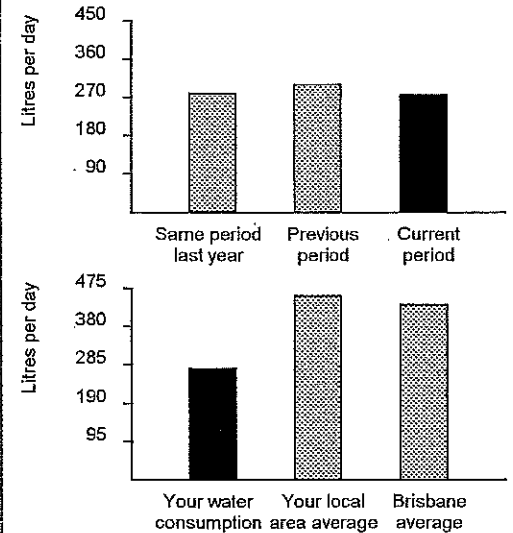 Litres per day
450
360
270
180
90
Same period last year
Previous period
Current period
Litres per day
475
380
285
190
95
Your water consumption
Your local area average
Brisbane average